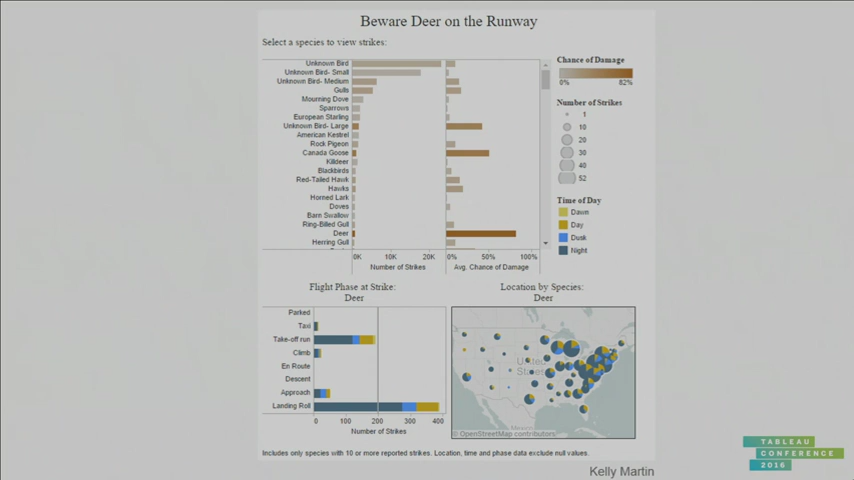 Beware Deer on the Runway
Select a species to view strikes:
Unknown Bird
Unknown Bird- Small
Unknown Bird- Medium
Gulls
Mourning Dove
Sparrows
European Starling
Unknown Bird- Large
American Kestrel
Rock Pigeon
Canada Goose
Killdeer
Blackbirds
Red-Tailed Hawk
Hawks
Horned Lark
Doves
Barn Swallow
Ring-Billed Gull
Deer
Herring Gull
0K 10K 20K 0% 50% 100%
Number of Strikes Avg. Chance of Damage
Chance of Damage
0% 82%
Number of Strikes
1
10
20
30
40
52
Time of Day
Dawn
Day
Dusk
Night
Flight Phase at Strike:
Deer
Parked
Taxi
Take-off run
Climb
En Route
Descent
Approach
Landing Roll
0 100 200 300 400
Number of Strikes
Location by Species:
Deer
United
States
Mexico
© OpenStreetMap contributors
Includes only species with 10 or more reported strikes. Location, time and phase data exclude null values.
Kelly Martin
TABLEAU
CONFERENCE
2016